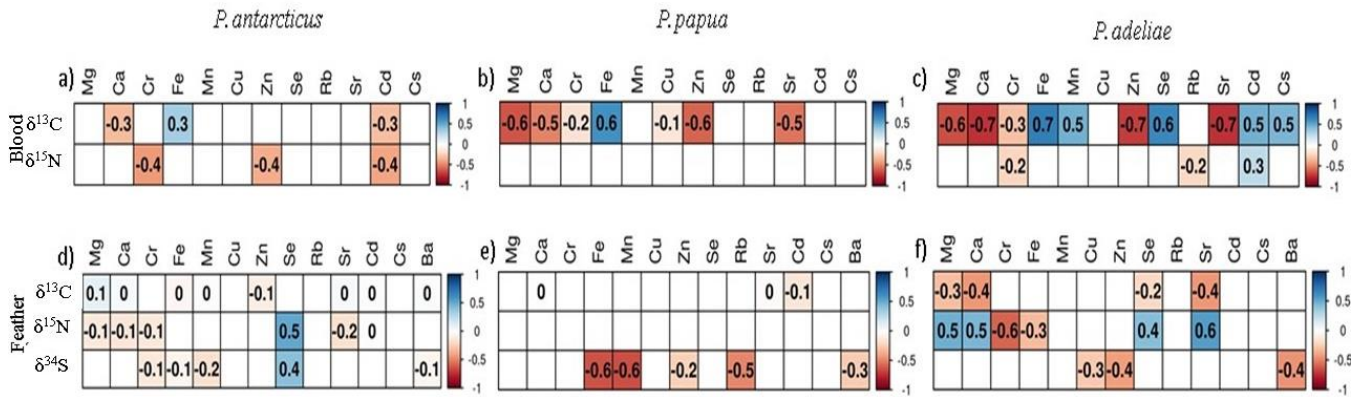 P. antarcticus
P. papua
P. adeliae
a) Mg Ca Cr Fe Mn Cu Zn Se Rb Sr Cd Cs
Blood
δ¹³C -0.3 0.3 -0.3
δ¹⁵N -0.4 -0.4 -0.4
1 0.5 0 -0.5 -1
b) Mg Ca Cr Fe Mn Cu Zn Se Rb Sr Cd Cs
-0.6 -0.5 -0.2 0.6 -0.1 -0.6 -0.5
1 0.5 0 -0.5 -1
c) Mg Ca Cr Fe Mn Cu Zn Se Rb Sr Cd Cs
-0.6 -0.7 -0.3 0.7 0.5 -0.7 0.6 -0.7 0.5 0.5
-0.2 -0.2 0.3
1 0.5 0 -0.5 -1
d) Mg Ca Cr Fe Mn Cu Zn Se Rb Sr Cd Cs Ba
Feather
δ¹³C 0.1 0 0 0 -0.1 0 0 0
δ¹⁵N -0.1 -0.1 -0.1 0.5 -0.2 0
δ³⁴S -0.1 -0.1 -0.2 0.4 -0.1
1 0.5 0 -0.5 -1
e) Mg Ca Cr Fe Mn Cu Zn Se Rb Sr Cd Cs Ba
0 0 -0.1
-0.6 -0.6 -0.2 -0.5 -0.3
1 0.5 0 -0.5 -1
f) Mg Ca Cr Fe Mn Cu Zn Se Rb Sr Cd Cs Ba
-0.3 -0.4 -0.2 -0.4
0.5 0.5 -0.6 -0.3 0.4 0.6
-0.3 -0.4 -0.4
1 0.5 0 -0.5 -1